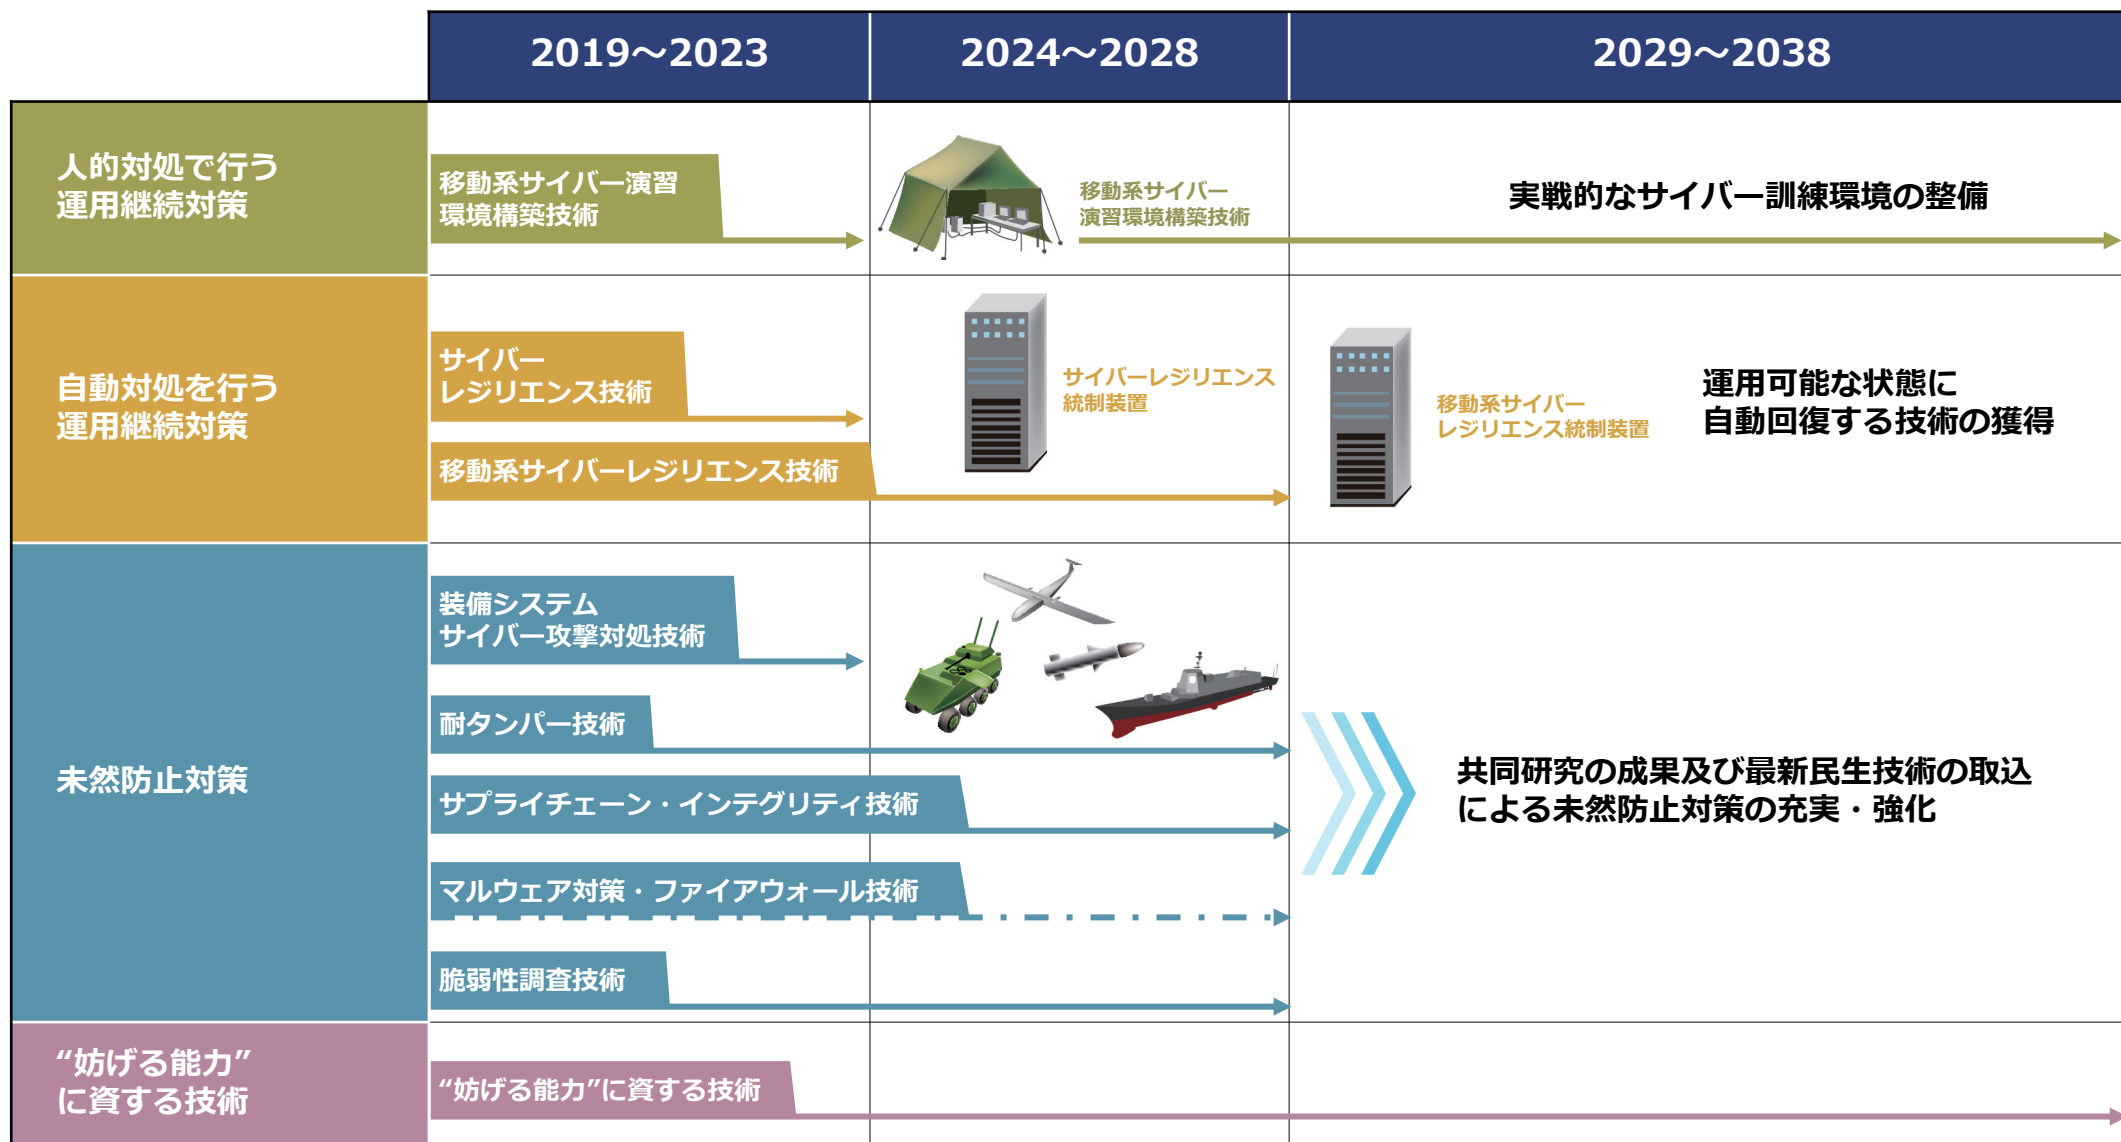 2019～2023
2024～2028
2029～2038
人的対処で行う
運用継続対策
移動系サイバー演習
環境構築技術
移動系サイバー
演習環境構築技術
実戦的なサイバー訓練環境の整備
自動対処を行う
運用継続対策
サイバー
レジリエンス技術
移動系サイバーレジリエンス技術
サイバーレジリエンス
統制装置
移動系サイバー
レジリエンス統制装置
運用可能な状態に
自動回復する技術の獲得
未然防止対策
装備システム
サイバー攻撃対処技術
耐タンパー技術
サプライチェーン・インテグリティ技術
マルウェア対策・ファイアウォール技術
脆弱性調査技術
共同研究の成果及び最新民生技術の取込
による未然防止対策の充実・強化
“妨げる能力”
に資する技術
“妨げる能力”に資する技術